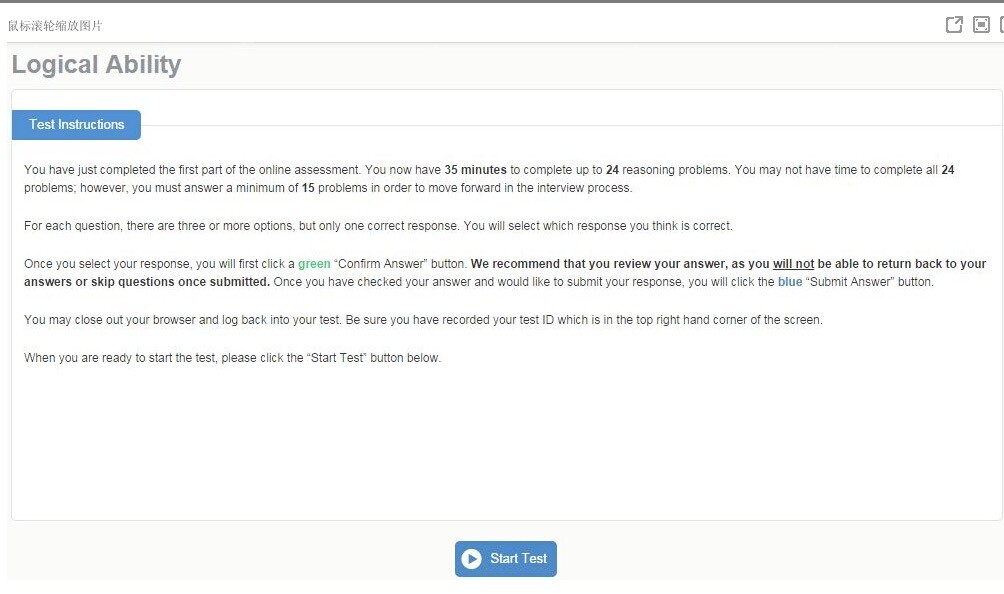 鼠标滚轮缩放图片
Logical Ability
Test Instructions
You have just completed the first part of the online assessment. You now have 35 minutes to complete up to 24 reasoning problems. You may not have time to complete all 24
problems; however, you must answer a minimum of 15 problems in order to move forward in the interview process.
For each question, there are three or more options, but only one correct response. You will select which response you think is correct.
Once you select your response, you will first click a green “Confirm Answer” button. We recommend that you review your answer, as you will not be able to return back to your
answers or skip questions once submitted. Once you have checked your answer and would like to submit your response, you will click the blue “Submit Answer” button.
You may close out your browser and log back into your test. Be sure you have recorded your test ID which is in the top right hand corner of the screen.
When you are ready to start the test, please click the “Start Test” button below.
Start Test